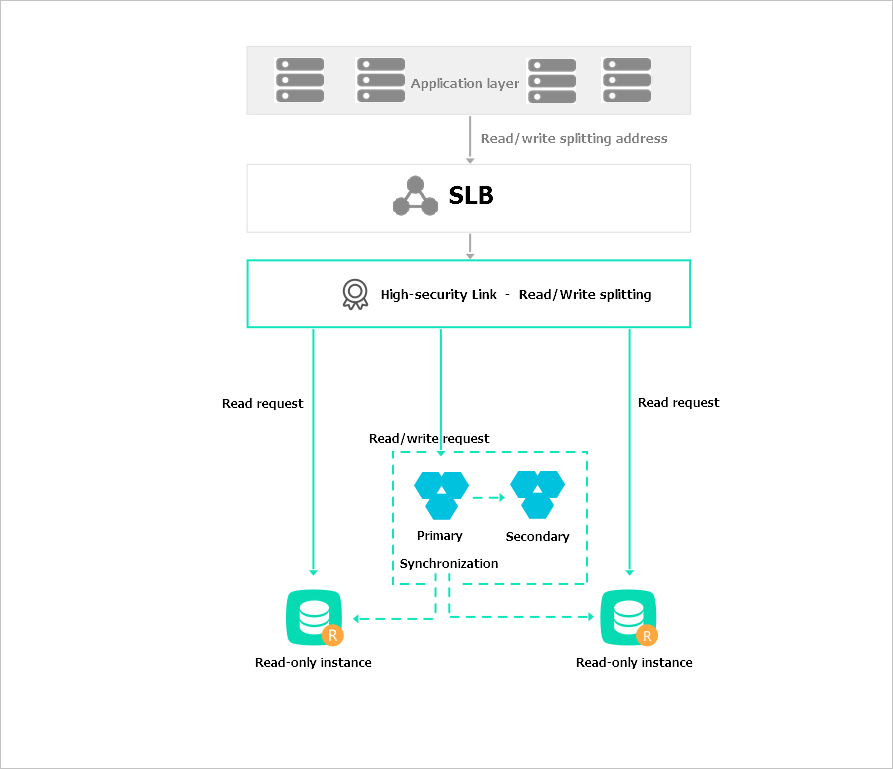 Application layer
Read/write splitting address
SLB
High-security Link - Read/Write splitting
Read request
Read request
Read/write request
Primary
Secondary
Synchronization
R
R
Read-only instance
Read-only instance